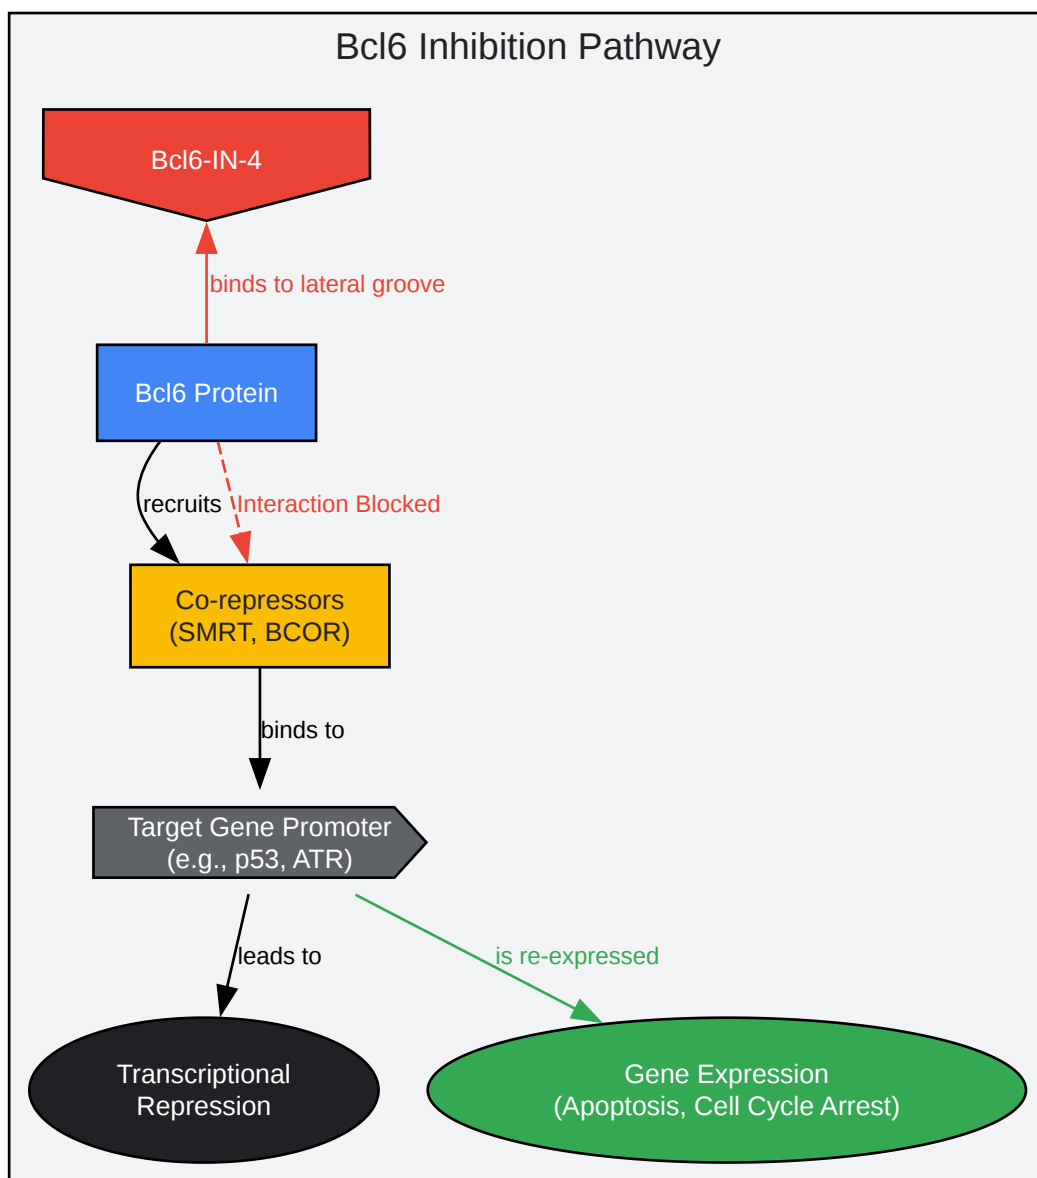 Bcl6 Inhibition Pathway
Bcl6-IN-4
binds to lateral groove
Bcl6 Protein
recruits
Interaction Blocked
Co-repressors
(SMRT, BCOR)
binds to
Target Gene Promoter
(e.g., p53, ATR)
leads to
is re-expressed
Transcriptional
Repression
Gene Expression
(Apoptosis, Cell Cycle Arrest)